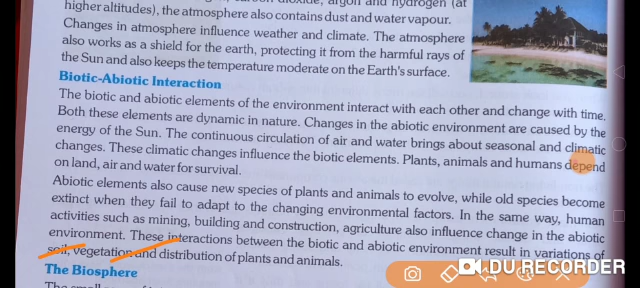 dioxide, argon and hydrogen (at
higher altitudes), the atmosphere also contains dust and water vapour.
Changes in atmosphere influence weather and climate. The atmosphere
also works as a shield for the earth, protecting it from the harmful rays of
the Sun and also keeps the temperature moderate on the Earth's surface.
Biotic-Abiotic Interaction
The biotic and abiotic elements of the environment interact with each other and change with time.
Both these elements are dynamic in nature. Changes in the abiotic environment are caused by the
energy of the Sun. The continuous circulation of air and water brings about seasonal and climatic
changes. These climatic changes influence the biotic elements. Plants, animals and humans depend
on land, air and water for survival.
Abiotic elements also cause new species of plants and animals to evolve, while old species become
extinct when they fail to adapt to the changing environmental factors. In the same way, human
activities such as mining, building and construction, agriculture also influence change in the abiotic
environment. These interactions between the biotic and abiotic environment result in variations of
soil, vegetation and distribution of plants and animals.
DU RECORDER
The Biosphere